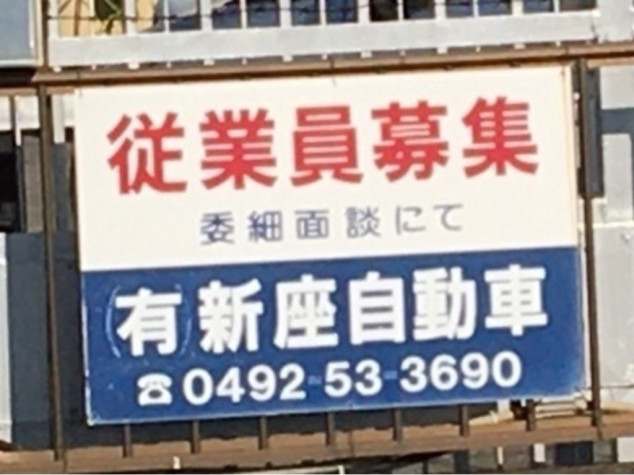 従業員募集
委細面談にて
(有)新座自動車
☎0492-53-3690